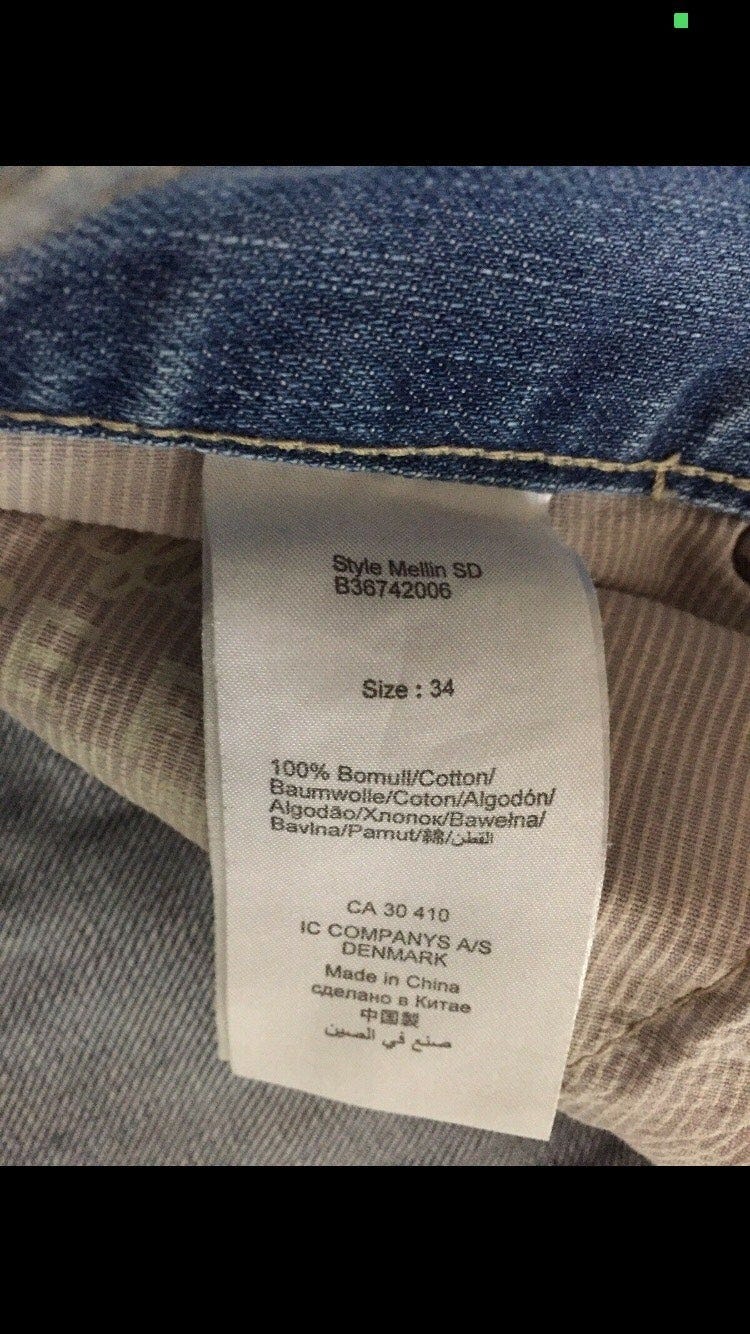 Style Mellin SD
B36742006
Size : 34
100% Bomull/Cotton/
Baumwolle/Coton/Algodón/
Algodão/Хлопок/Bawełna/
Bavlna/Pamut/綿/القطن
CA 30 410
IC COMPANYS A/S
DENMARK
Made in China
сделано в Китае
中国製
صنع في الصين